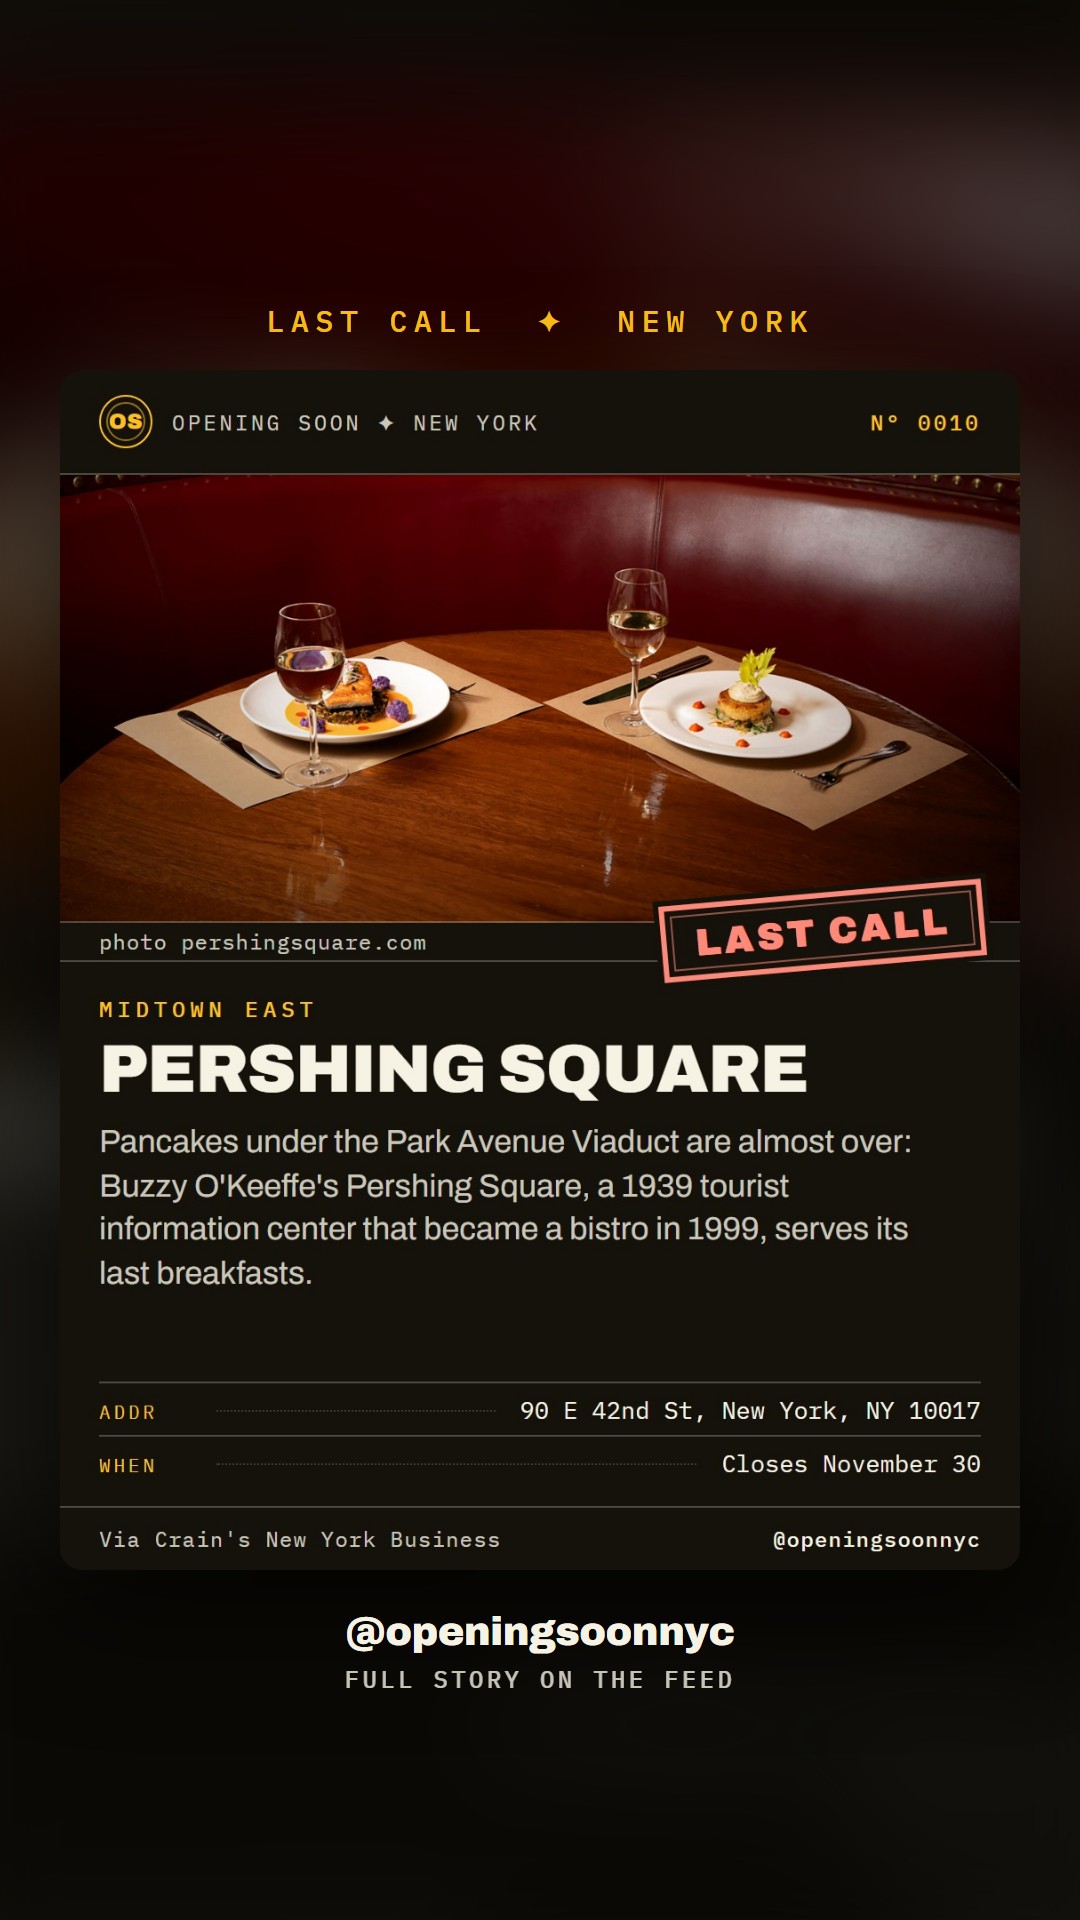 LAST CALL ✦ NEW YORK
OS OPENING SOON ✦ NEW YORK
N° 0010
photo pershingsquare.com
LAST CALL
MIDTOWN EAST
PERSHING SQUARE
Pancakes under the Park Avenue Viaduct are almost over:
Buzzy O'Keeffe's Pershing Square, a 1939 tourist
information center that became a bistro in 1999, serves its
last breakfasts.
ADDR 90 E 42nd St, New York, NY 10017
WHEN Closes November 30
Via Crain's New York Business
@openingsoonnyc
@openingsoonnyc
FULL STORY ON THE FEED